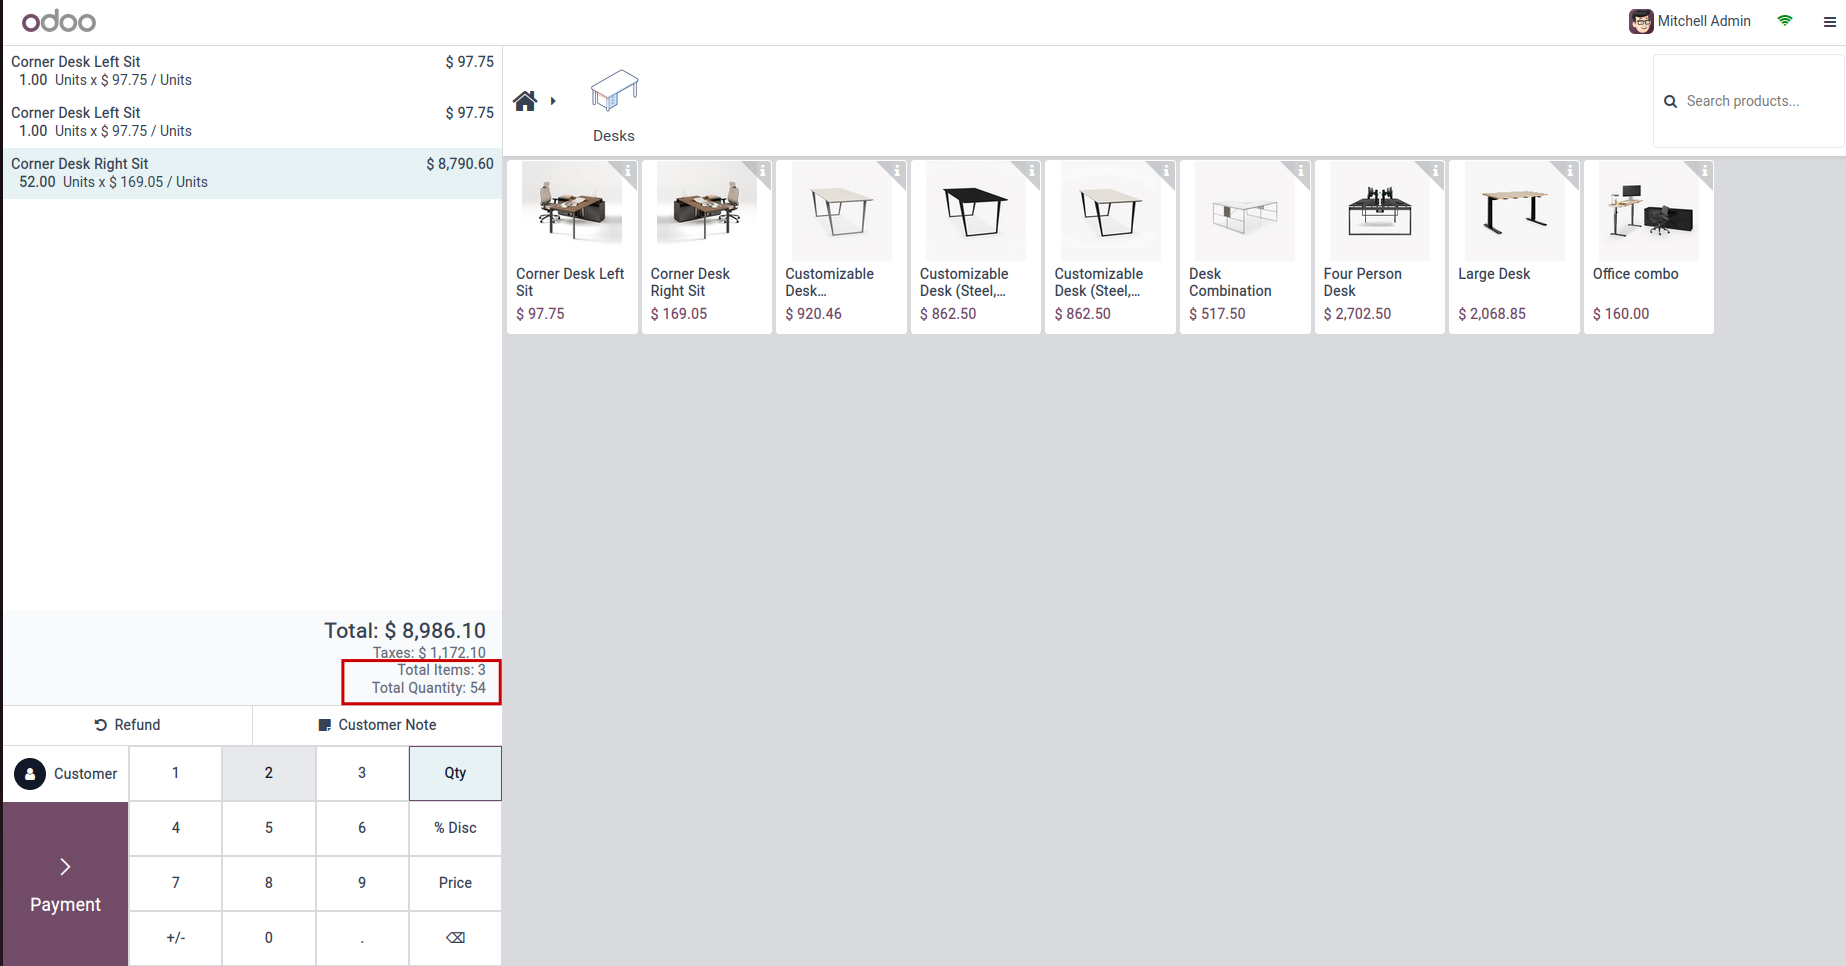 odoo
Mitchell Admin
Corner Desk Left Sit $ 97.75
1.00 Units x $ 97.75 / Units
Corner Desk Left Sit $ 97.75
1.00 Units x $ 97.75 / Units
Corner Desk Right Sit $ 8,790.60
52.00 Units x $ 169.05 / Units
Total: $ 8,986.10
Taxes: $ 1,172.10
Total Items: 3
Total Quantity: 54
Refund
Customer Note
Customer
1 2 3 Qty
4 5 6 % Disc
7 8 9 Price
+/- 0 .
Payment
Desks
Search products...
Corner Desk Left
Sit
$ 97.75
Corner Desk
Right Sit
$ 169.05
Customizable
Desk...
$ 920.46
Customizable
Desk (Steel,...
$ 862.50
Customizable
Desk (Steel,...
$ 862.50
Desk
Combination
$ 517.50
Four Person
Desk
$ 2,702.50
Large Desk
$ 2,068.85
Office combo
$ 160.00